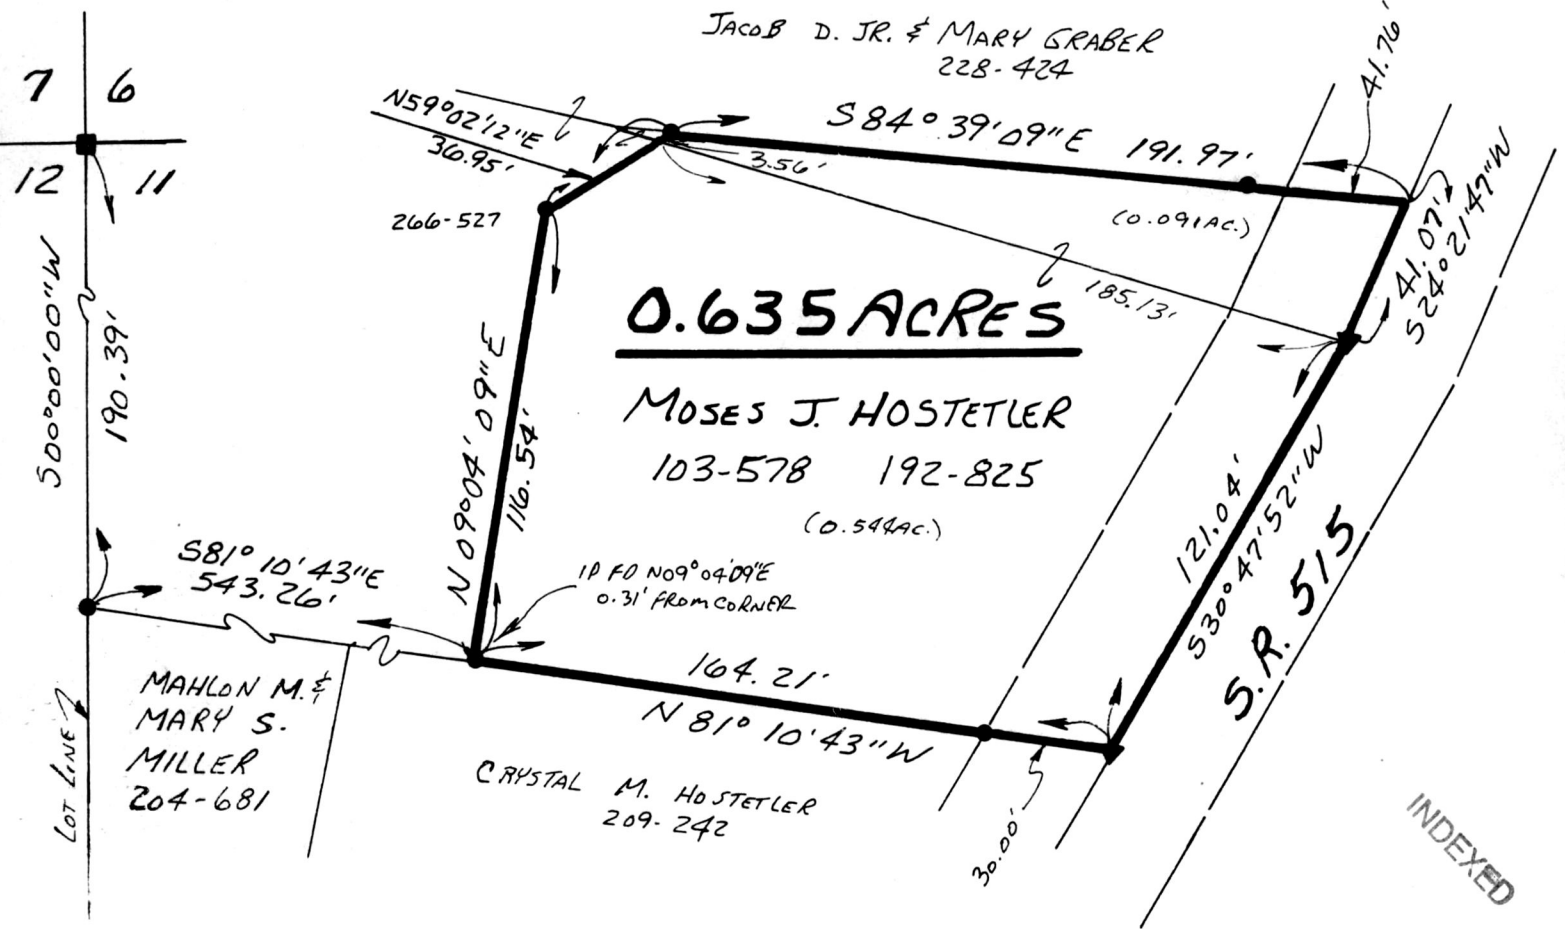 JACOB D. JR. & MARY GRABER
228-424
41.76'
7 6
12 11
N59°02'12"E
36.95'
S84°39'09"E 191.97'
3.56'
266-527
(0.091AC.)
41.07'
S24°21'47"W
185.13'
0.635 ACRES
MOSES J. HOSTETLER
103-578 192-825
(0.544AC.)
S00°00'00"W
190.39'
N09°04'09"E
116.54'
121.04'
S30°47'52"W
S.R. 515
S81°10'43"E
543.26'
IP FD N09°04'09"E
0.31' FROM CORNER
164.21'
N81°10'43"W
LOT LINE
MAHLON M. &
MARY S.
MILLER
204-681
CRYSTAL M. HOSTETLER
209-242
30.00'
INDEXED